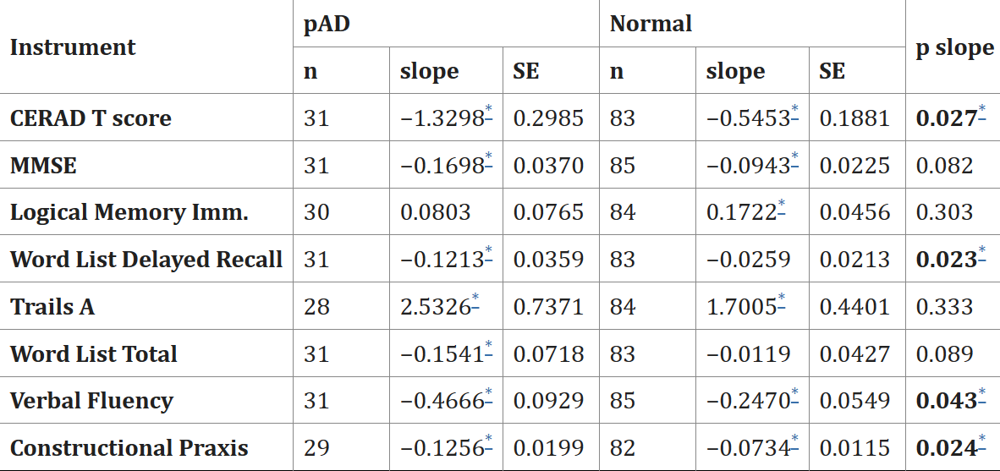 Instrument pAD Normal p slope
n slope SE n slope SE
CERAD T score 31 −1.3298* 0.2985 83 −0.5453* 0.1881 0.027*
MMSE 31 −0.1698* 0.0370 85 −0.0943* 0.0225 0.082
Logical Memory Imm. 30 0.0803 0.0765 84 0.1722* 0.0456 0.303
Word List Delayed Recall 31 −0.1213* 0.0359 83 −0.0259 0.0213 0.023*
Trails A 28 2.5326* 0.7371 84 1.7005* 0.4401 0.333
Word List Total 31 −0.1541* 0.0718 83 −0.0119 0.0427 0.089
Verbal Fluency 31 −0.4666* 0.0929 85 −0.2470* 0.0549 0.043*
Constructional Praxis 29 −0.1256* 0.0199 82 −0.0734* 0.0115 0.024*